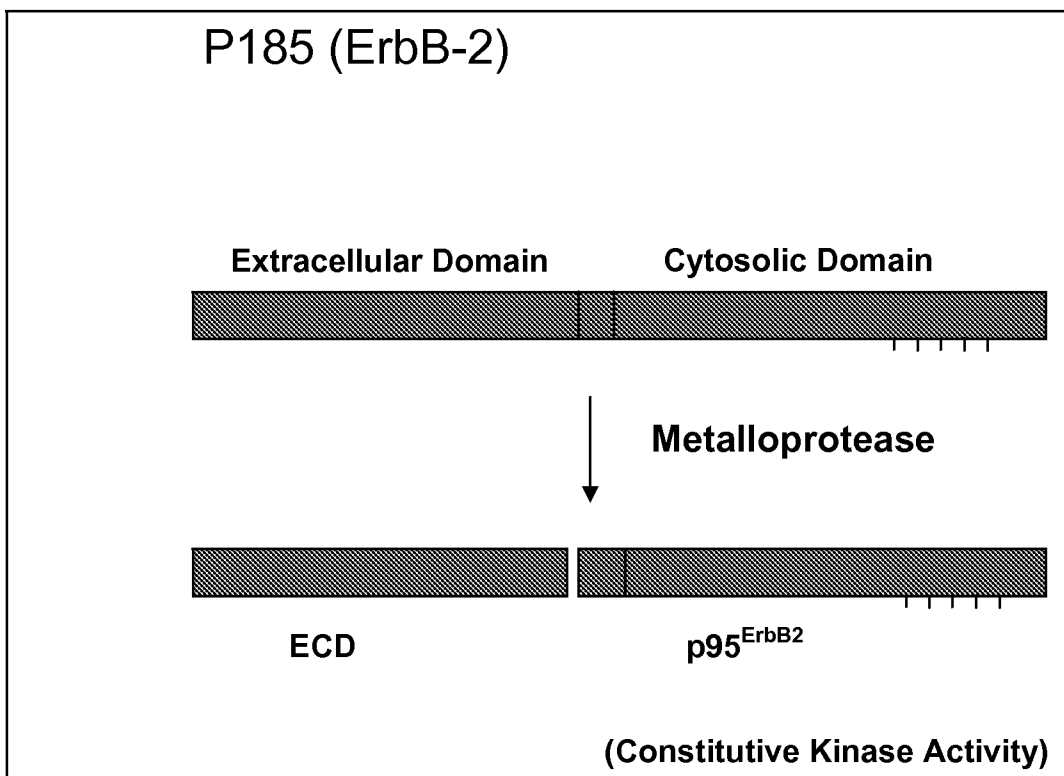 P185 (ErbB-2)
Extracellular Domain Cytosolic Domain
Metalloprotease
ECD p95ErbB2
(Constitutive Kinase Activity)